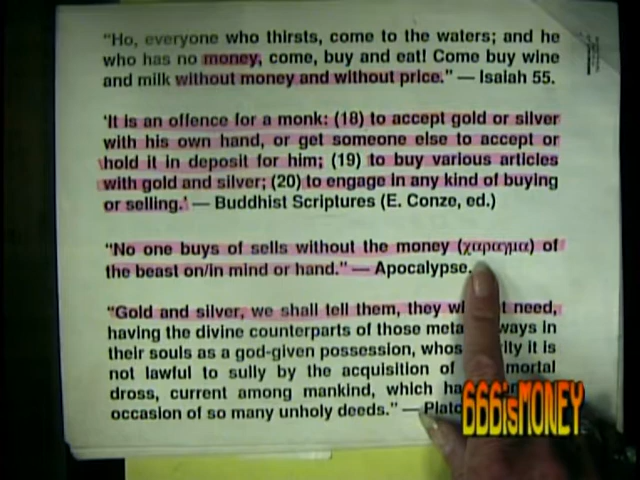 “Ho, everyone who thirsts, come to the waters; and he
who has no money, come, buy and eat! Come buy wine
and milk without money and without price.” — Isaiah 55.
'It is an offence for a monk: (18) to accept gold or silver
with his own hand, or get someone else to accept or
hold it in deposit for him; (19) to buy various articles
with gold and silver; (20) to engage in any kind of buying
or selling.' — Buddhist Scriptures (E. Conze, ed.)
“No one buys of sells without the money (χαραγμα) of
the beast on/in mind or hand.” — Apocalypse.
“Gold and silver, we shall tell them, they need,
having the divine counterparts of those ways in
their souls as a god-given possession, it is
not lawful to sully by the acquisition of mortal
dross, current among mankind, which
occasion of so many unholy deeds.” —
666isMONEY